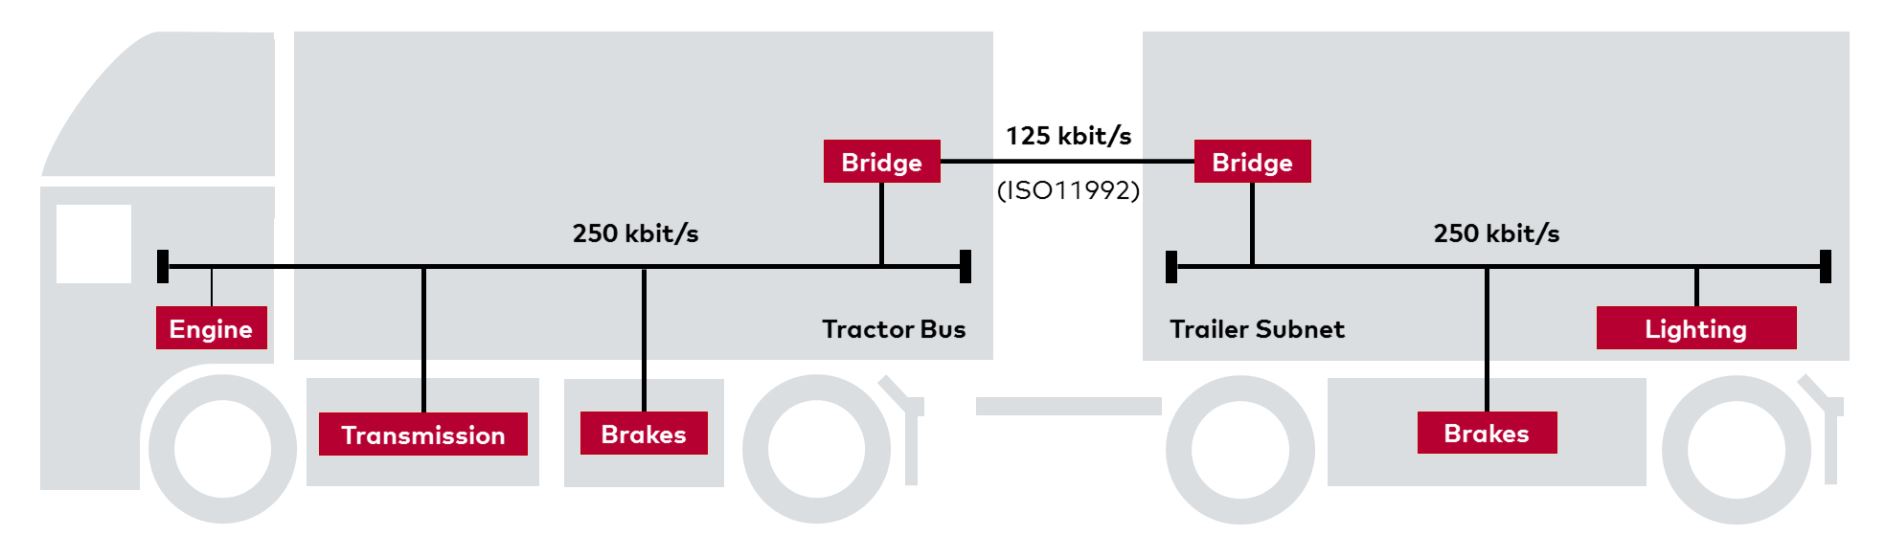 125 kbit/s
Bridge
Bridge
(ISO11992)
250 kbit/s
250 kbit/s
Engine
Tractor Bus
Trailer Subnet
Lighting
Transmission
Brakes
Brakes